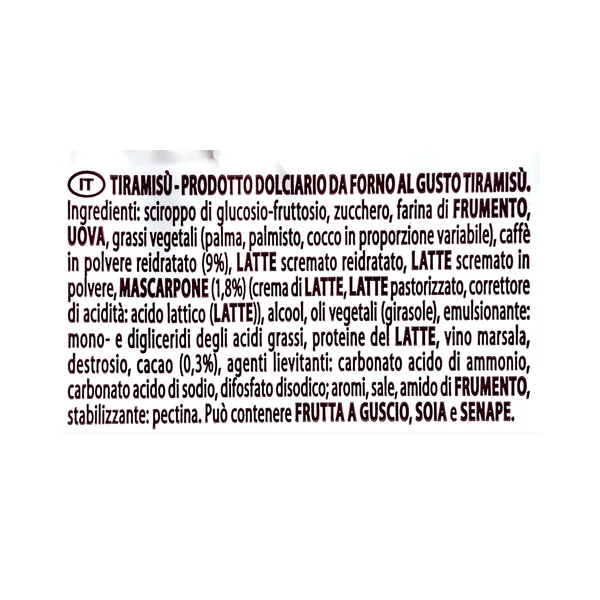 IT TIRAMISÙ - PRODOTTO DOLCIARIO DA FORNO AL GUSTO TIRAMISÙ.
Ingredienti: sciroppo di glucosio-fruttosio, zucchero, farina di FRUMENTO,
UOVA, grassi vegetali (palma, palmisto, cocco in proporzione variabile), caffè
in polvere reidratato (9%), LATTE scremato reidratato, LATTE scremato in
polvere, MASCARPONE (1,8%) (crema di LATTE, LATTE pastorizzato, correttore
di acidità: acido lattico (LATTE)), alcool, oli vegetali (girasole), emulsionante:
mono- e digliceridi degli acidi grassi, proteine del LATTE, vino marsala,
destrosio, cacao (0,3%), agenti lievitanti: carbonato acido di ammonio,
carbonato acido di sodio, difosfato disodico; aromi, sale, amido di FRUMENTO,
stabilizzante: pectina. Può contenere FRUTTA A GUSCIO, SOIA e SENAPE.